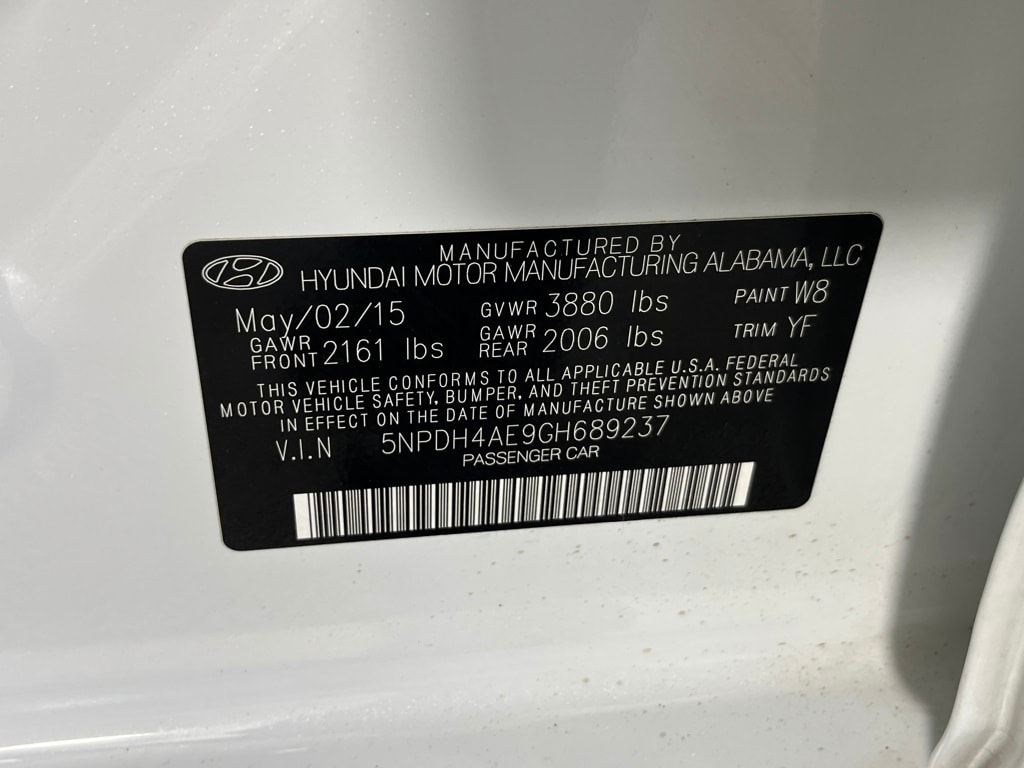 MANUFACTURED BY
HYUNDAI MOTOR MANUFACTURING ALABAMA, LLC
May/02/15 GVWR 3880 lbs PAINT W8
GAWR FRONT 2161 lbs GAWR REAR 2006 lbs TRIM YF
THIS VEHICLE CONFORMS TO ALL APPLICABLE U.S.A. FEDERAL
MOTOR VEHICLE SAFETY, BUMPER, AND THEFT PREVENTION STANDARDS
IN EFFECT ON THE DATE OF MANUFACTURE SHOWN ABOVE
V.I.N 5NPDH4AE9GH689237
PASSENGER CAR